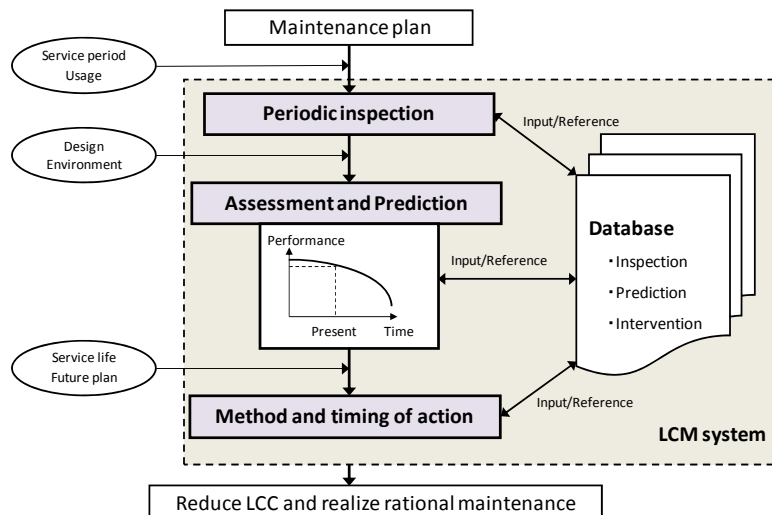 Maintenance plan
Service period
Usage
Periodic inspection
Input/Reference
Design
Environment
Assessment and Prediction
Performance
Present
Time
Input/Reference
Database
・Inspection
・Prediction
・Intervention
Service life
Future plan
Method and timing of action
Input/Reference
LCM system
Reduce LCC and realize rational maintenance